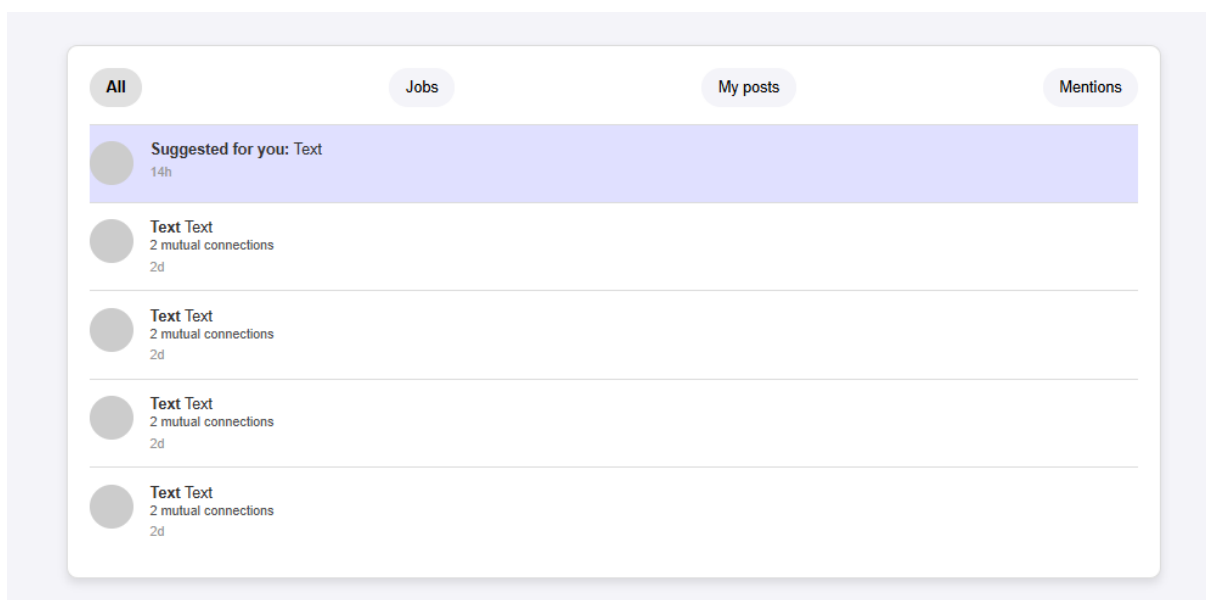 All Jobs My posts Mentions
Suggested for you: Text
14h
Text Text
2 mutual connections
2d
Text Text
2 mutual connections
2d
Text Text
2 mutual connections
2d
Text Text
2 mutual connections
2d